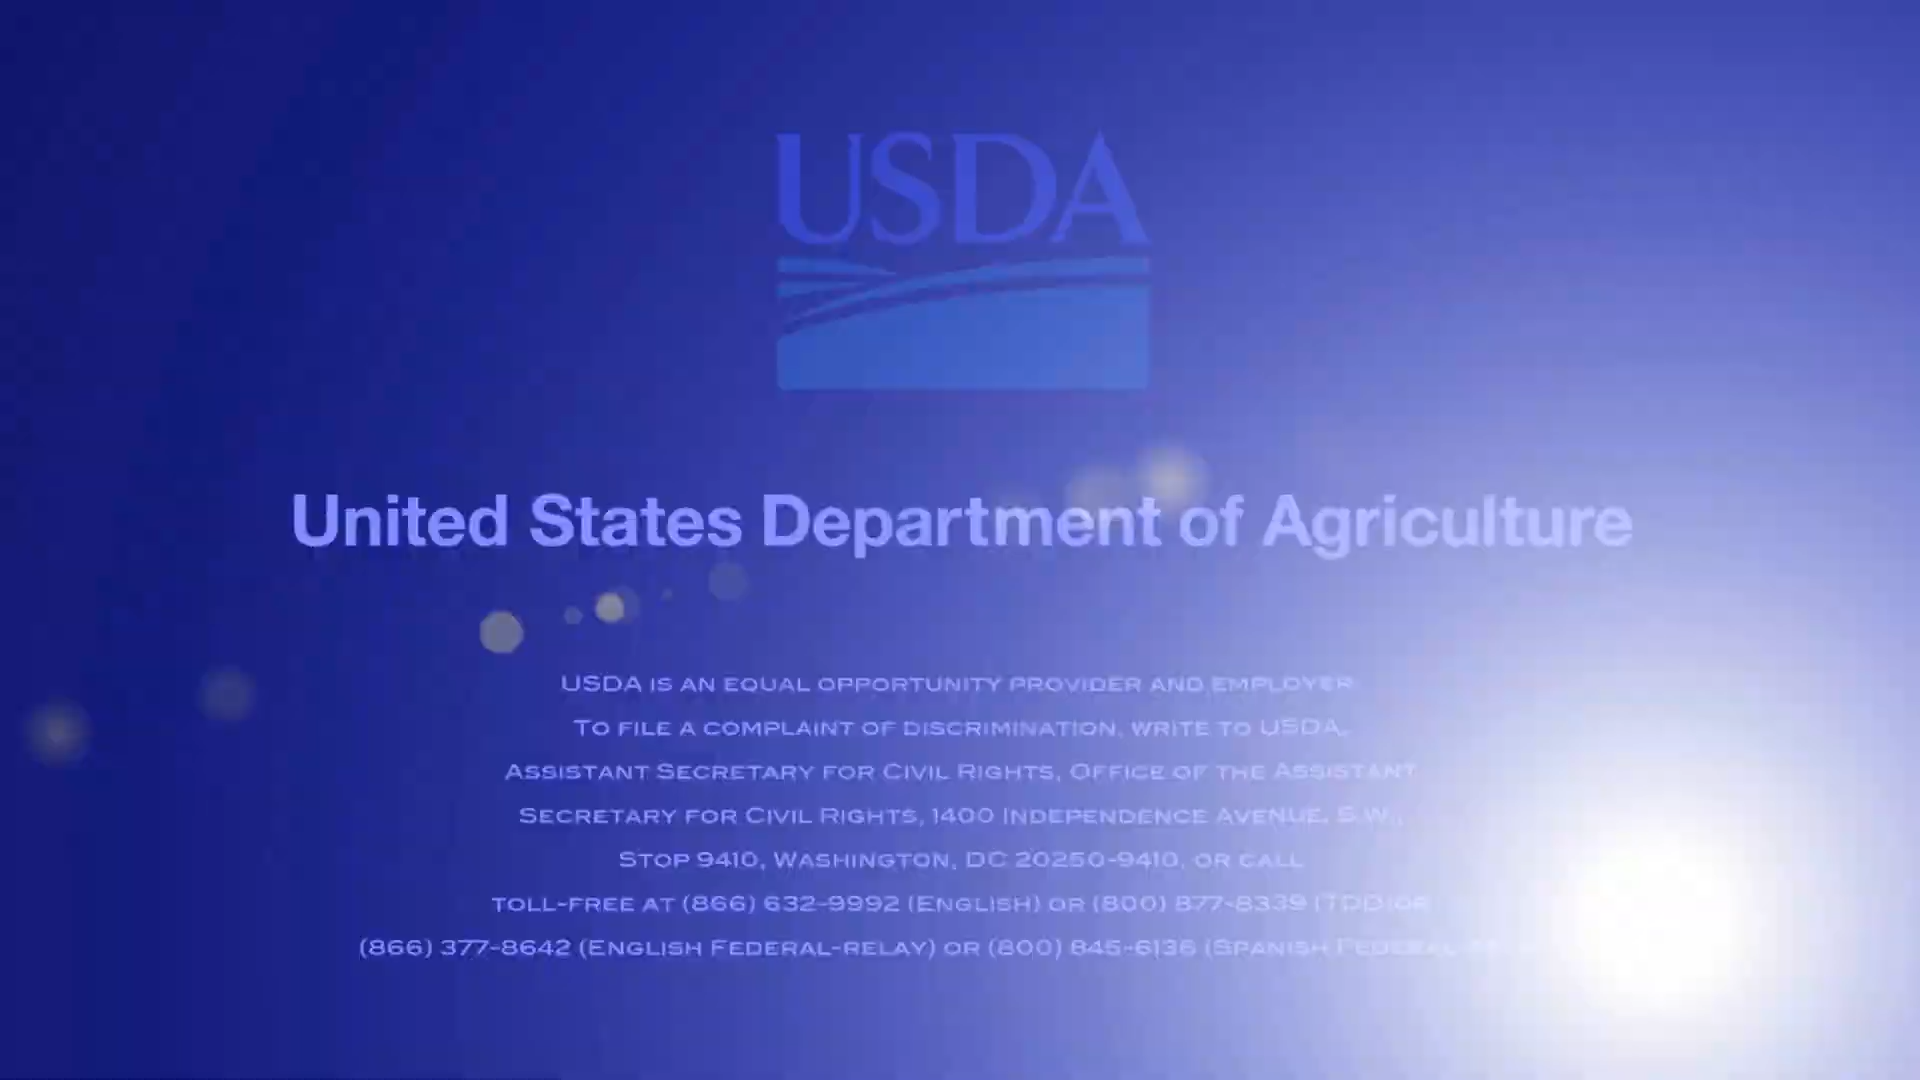 USDA
United States Department of Agriculture
USDA is an equal opportunity provider and employer.
To file a complaint of discrimination, write to USDA,
Assistant Secretary for Civil Rights, Office of the Assistant
Secretary for Civil Rights, 1400 Independence Avenue, S.W.,
Stop 9410, Washington, DC 20250-9410, or call
toll-free at (866) 632-9992 (English) or (800) 877-8339 (TDD) or
(866) 377-8642 (English Federal-relay) or (800) 845-6136 (Spanish Federal-